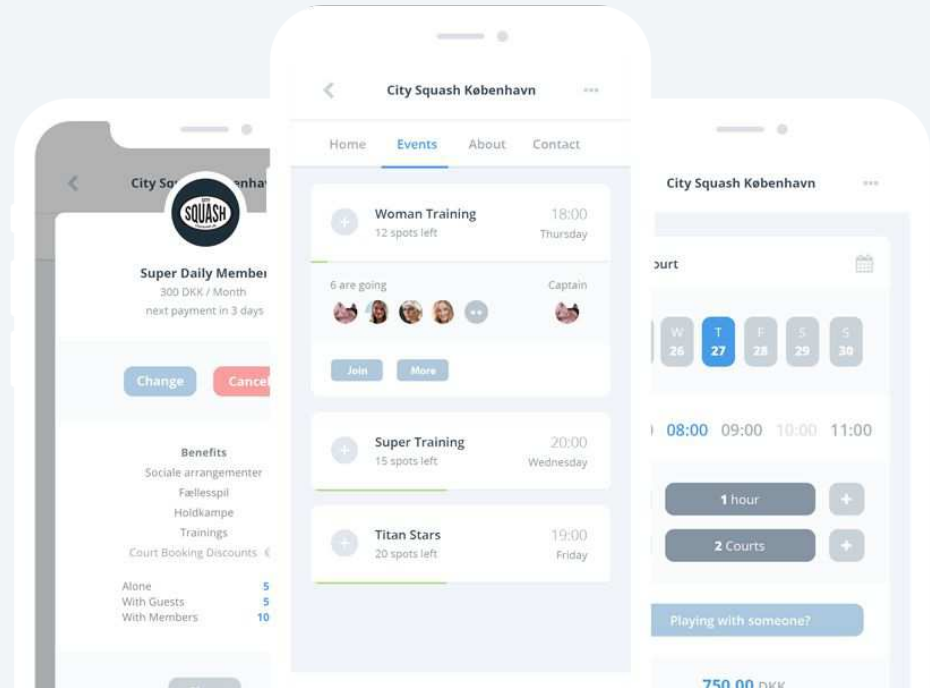 City Squash København
Home Events About Contact
Woman Training 18:00
12 spots left Thursday
6 are going Captain
Join More
Super Training 20:00
15 spots left Wednesday
Titan Stars 19:00
20 spots left Friday
City
SQUASH
Super Daily Member
300 DKK / Month
next payment in 3 days
Change Cancel
Benefits
Sociale arrangementer
Fællesspil
Holdkampe
Trainings
Court Booking Discounts
Alone 5
With Guests 5
With Members 10
City Squash København
ourt
W T F S S
26 27 28 29 30
08:00 09:00 10:00 11:00
1 hour +
2 Courts +
Playing with someone?
750.00 DKK